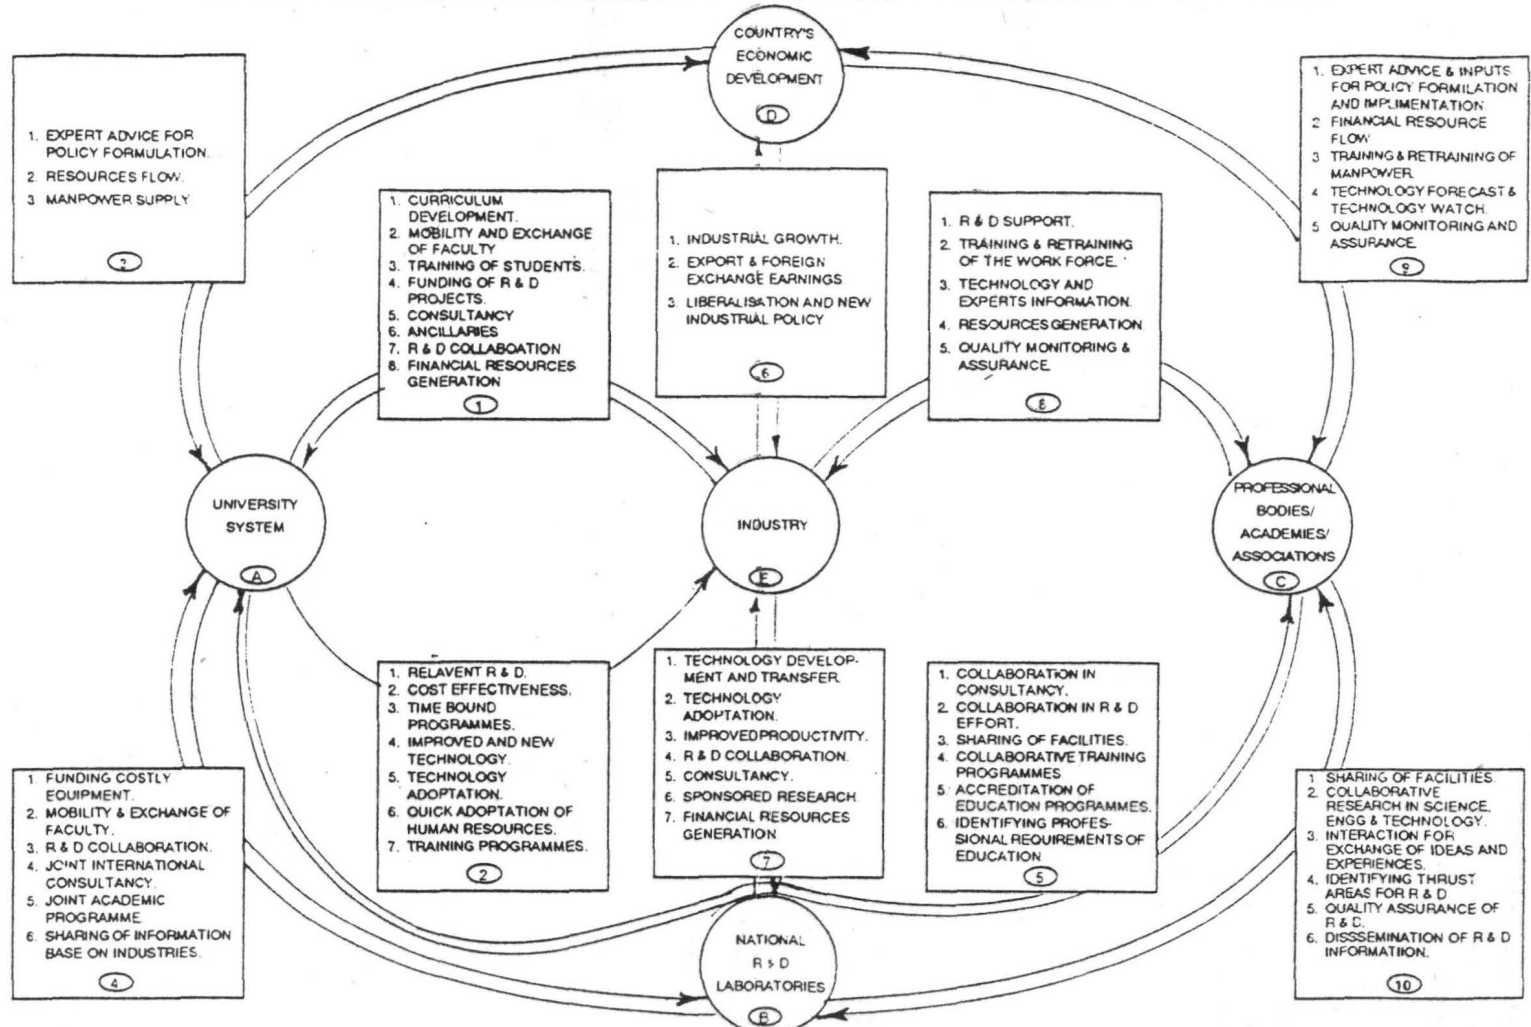 COUNTRY'S
ECONOMIC
DEVELOPMENT
D
1. EXPERT ADVICE FOR
POLICY FORMULATION.
2. RESOURCES FLOW.
3 MANPOWER SUPPLY
3
1. CURRICULUM
DEVELOPMENT.
2. MOBILITY AND EXCHANGE
OF FACULTY
3. TRAINING OF STUDENTS.
4. FUNDING OF R & D
PROJECTS.
5. CONSULTANCY
6. ANCILLARIES
7. R & D COLLABOATION
8. FINANCIAL RESOURCES
GENERATION
1
1. INDUSTRIAL GROWTH.
2. EXPORT & FOREIGN
EXCHANGE EARNINGS
3. LIBERALISATION AND NEW
INDUSTRIAL POLICY
6
1. R & D SUPPORT.
2. TRAINING & RETRAINING
OF THE WORK FORCE.
3. TECHNOLOGY AND
EXPERTS INFORMATION.
4. RESOURCES GENERATION
5. QUALITY MONITORING &
ASSURANCE
8
1. EXPERT ADVICE & INPUTS
FOR POLICY FORMILATION
AND IMPLIMENTATION.
2 FINANCIAL RESOURCE
FLOW
3 TRAINING & RETRAINING OF
MANPOWER
4 TECHNOLOGY FORECAST &
TECHNOLOGY WATCH.
5 QUALITY MONITORING AND
ASSURANCE
9
UNIVERSITY
SYSTEM
A
INDUSTRY
E
PROFESSIONAL
BODIES/
ACADEMIES/
ASSOCIATIONS
C
1. FUNDING COSTLY
EQUIPMENT.
2. MOBILITY & EXCHANGE OF
FACULTY.
3. R & D COLLABORATION.
4. JOINT INTERNATIONAL
CONSULTANCY.
5. JOINT ACADEMIC
PROGRAMME
6. SHARING OF INFORMATION
BASE ON INDUSTRIES.
4
1. RELAVENT R & D.
2. COST EFFECTIVENESS.
3. TIME BOUND
PROGRAMMES.
4. IMPROVED AND NEW
TECHNOLOGY.
5. TECHNOLOGY
ADOPTATION.
6. QUICK ADOPTATION OF
HUMAN RESOURCES.
7. TRAINING PROGRAMMES.
2
1. TECHNOLOGY DEVELOP-
MENT AND TRANSFER
2. TECHNOLOGY
ADOPTATION.
3. IMPROVED PRODUCTIVITY.
4. R & D COLLABORATION.
5. CONSULTANCY.
6. SPONSORED RESEARCH
7. FINANCIAL RESOURCES
GENERATION
7
1. COLLABORATION IN
CONSULTANCY.
2. COLLABORATION IN R & D
EFFORT.
3. SHARING OF FACILITIES.
4. COLLABORATIVE TRAINING
PROGRAMMES
5 ACCREDITATION OF
EDUCATION PROGRAMMES.
6. IDENTIFYING PROFES-
SIONAL REQUIREMENTS OF
EDUCATION
5
1. SHARING OF FACILITIES
2. COLLABORATIVE
RESEARCH IN SCIENCE,
ENGG & TECHNOLOGY.
3. INTERACTION FOR
EXCHANGE OF IDEAS AND
EXPERIENCES.
4. IDENTIFYING THRUST
AREAS FOR R & D
5. QUALITY ASSURANCE OF
R & D.
6. DISSSEMINATION OF R & D
INFORMATIION.
10
NATIONAL
R & D
LABORATORIES
B